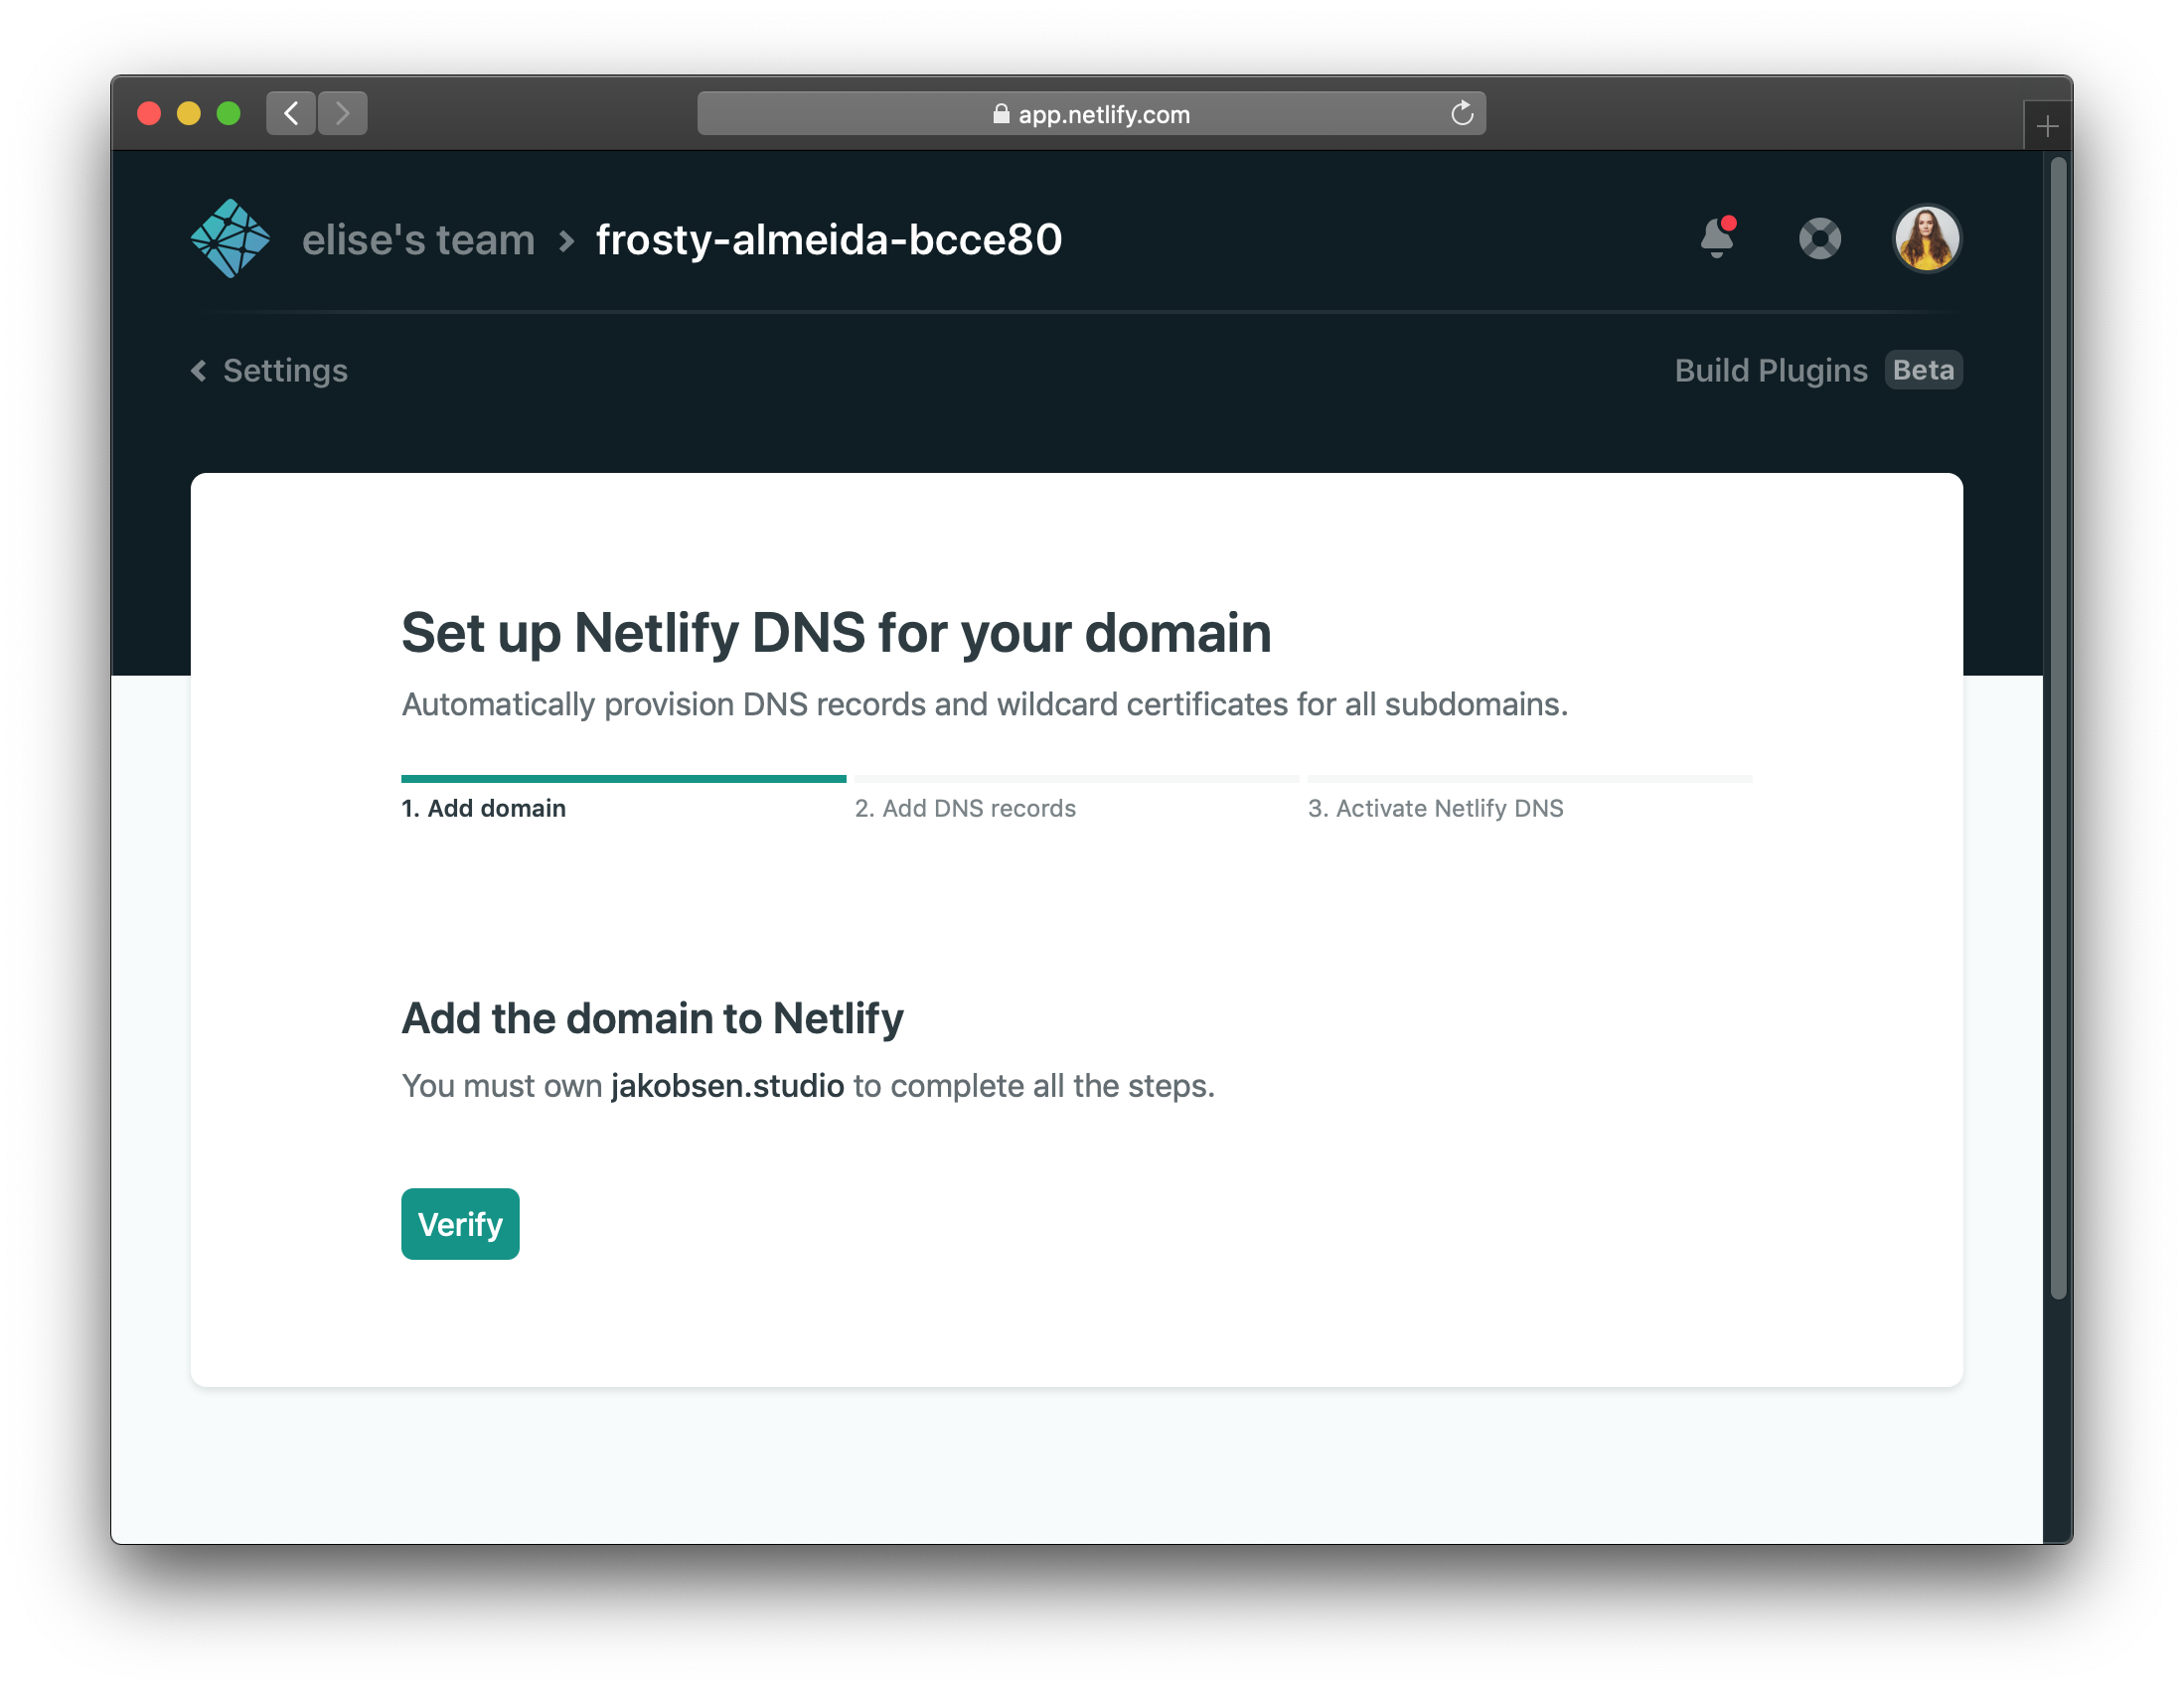 app.netlify.com
elise's team › frosty-almeida-bcce80
Settings
Build Plugins Beta
Set up Netlify DNS for your domain
Automatically provision DNS records and wildcard certificates for all subdomains.
1. Add domain
2. Add DNS records
3. Activate Netlify DNS
Add the domain to Netlify
You must own jakobsen.studio to complete all the steps.
Verify